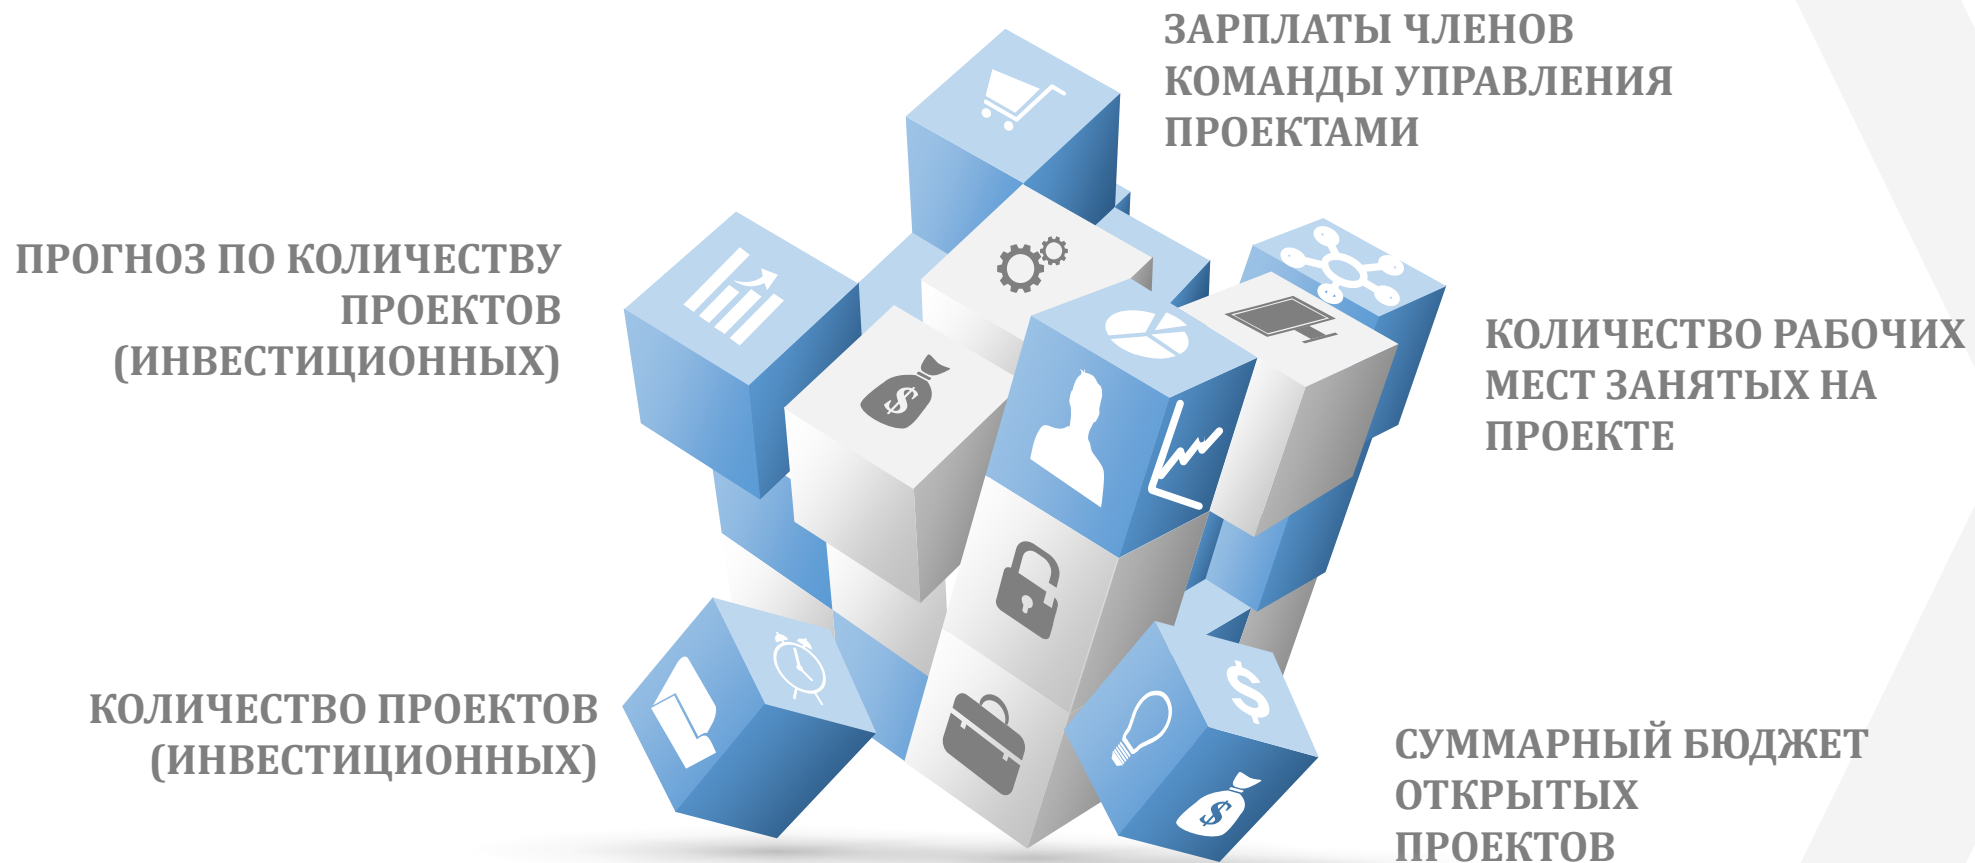 ЗАРПЛАТЫ ЧЛЕНОВ
КОМАНДЫ УПРАВЛЕНИЯ
ПРОЕКТАМИ
ПРОГНОЗ ПО КОЛИЧЕСТВУ
ПРОЕКТОВ
(ИНВЕСТИЦИОННЫХ)
КОЛИЧЕСТВО РАБОЧИХ
МЕСТ ЗАНЯТЫХ НА
ПРОЕКТЕ
КОЛИЧЕСТВО ПРОЕКТОВ
(ИНВЕСТИЦИОННЫХ)
СУММАРНЫЙ БЮДЖЕТ
ОТКРЫТЫХ
ПРОЕКТОВ